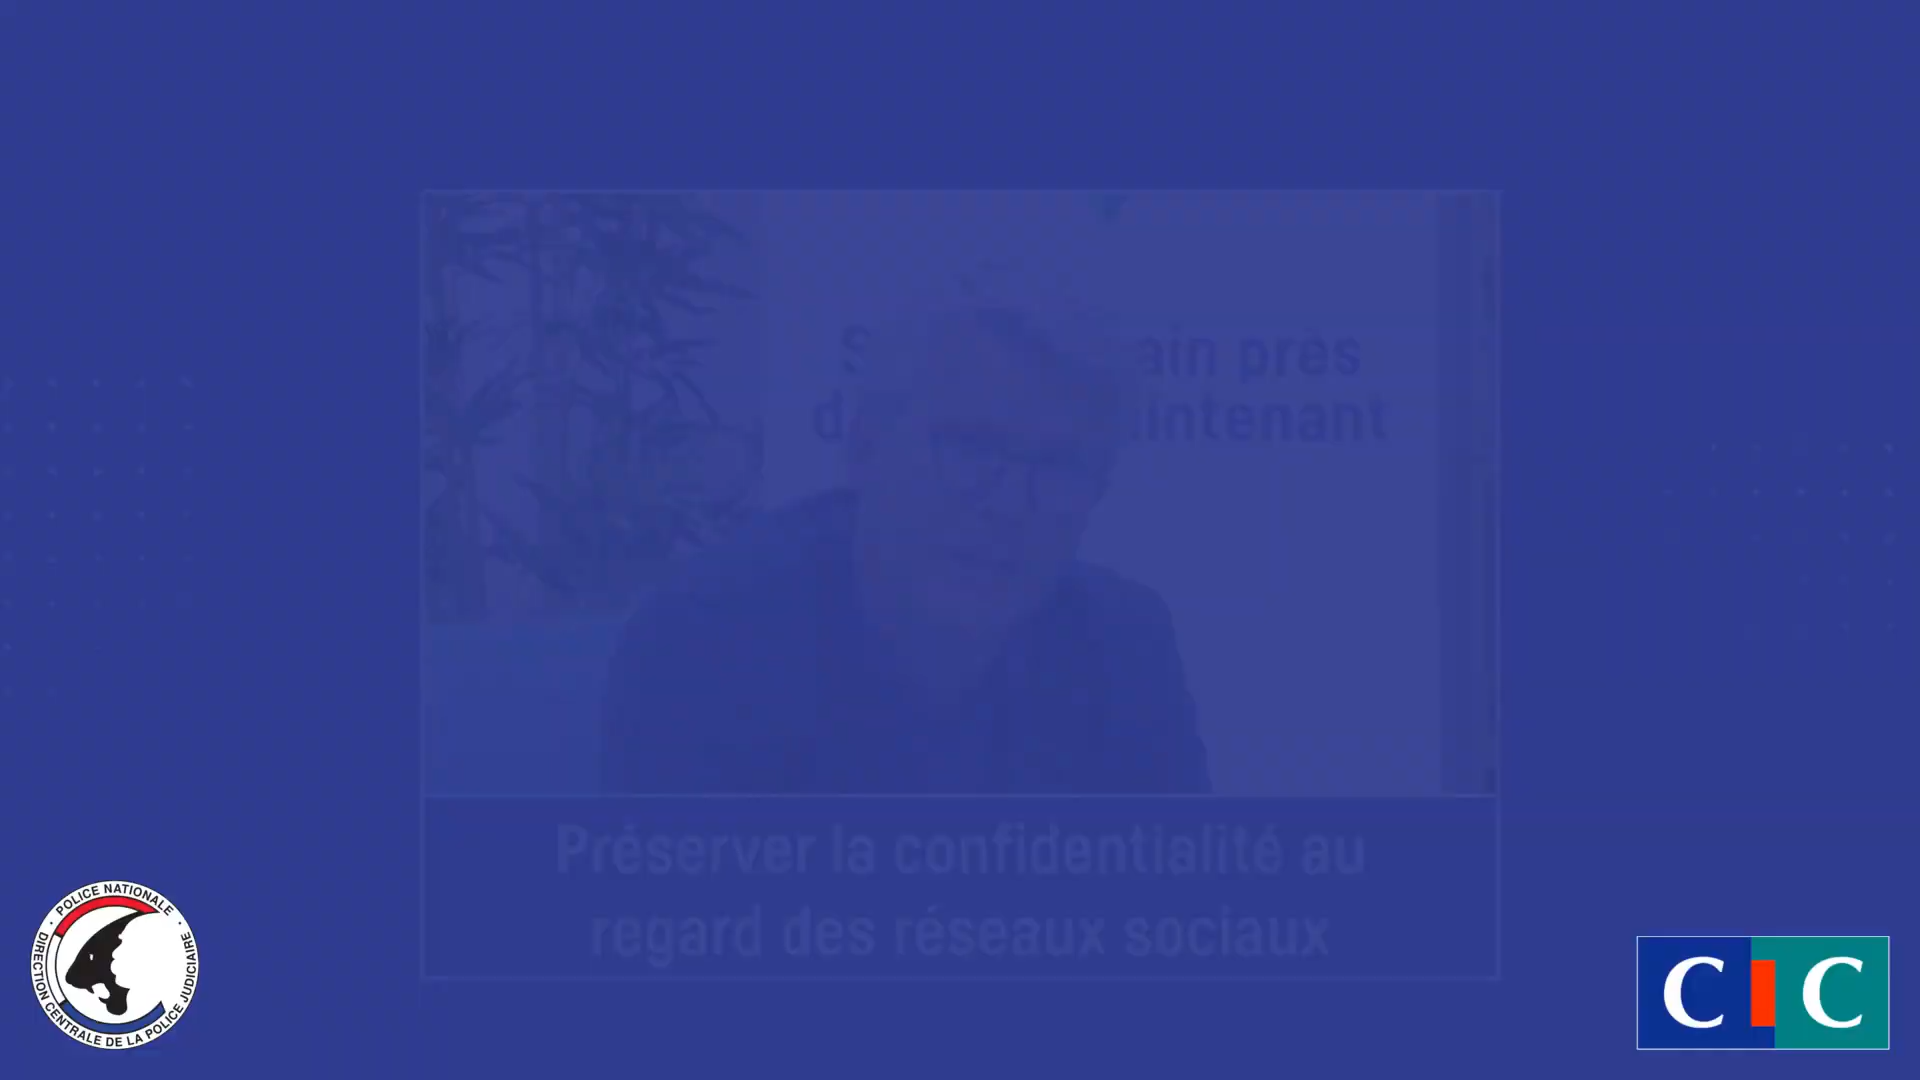 ain près
intenant
Préserver la confidentialité au
regard des réseaux sociaux
POLICE NATIONALE
DIRECTION CENTRALE DE LA POLICE JUDICIAIRE
CIC